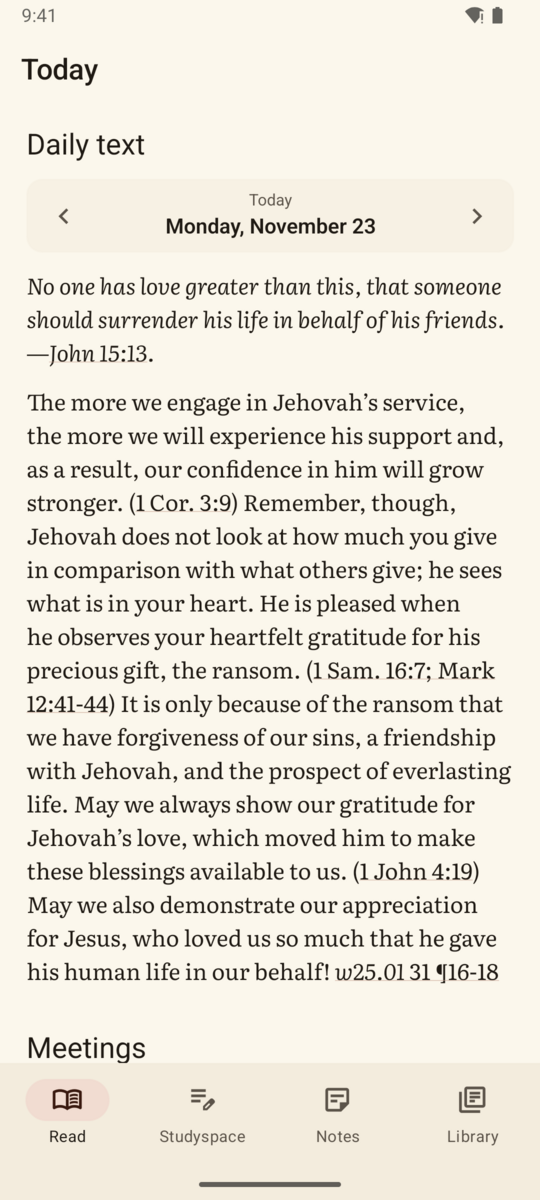 9:41
Today
Daily text
Today
Monday, November 23
No one has love greater than this, that someone
should surrender his life in behalf of his friends.
—John 15:13.
The more we engage in Jehovah’s service,
the more we will experience his support and,
as a result, our confidence in him will grow
stronger. (1 Cor. 3:9) Remember, though,
Jehovah does not look at how much you give
in comparison with what others give; he sees
what is in your heart. He is pleased when
he observes your heartfelt gratitude for his
precious gift, the ransom. (1 Sam. 16:7; Mark
12:41-44) It is only because of the ransom that
we have forgiveness of our sins, a friendship
with Jehovah, and the prospect of everlasting
life. May we always show our gratitude for
Jehovah’s love, which moved him to make
these blessings available to us. (1 John 4:19)
May we also demonstrate our appreciation
for Jesus, who loved us so much that he gave
his human life in our behalf! w25.01 31 ¶16-18
Meetings
Read
Studyspace
Notes
Library